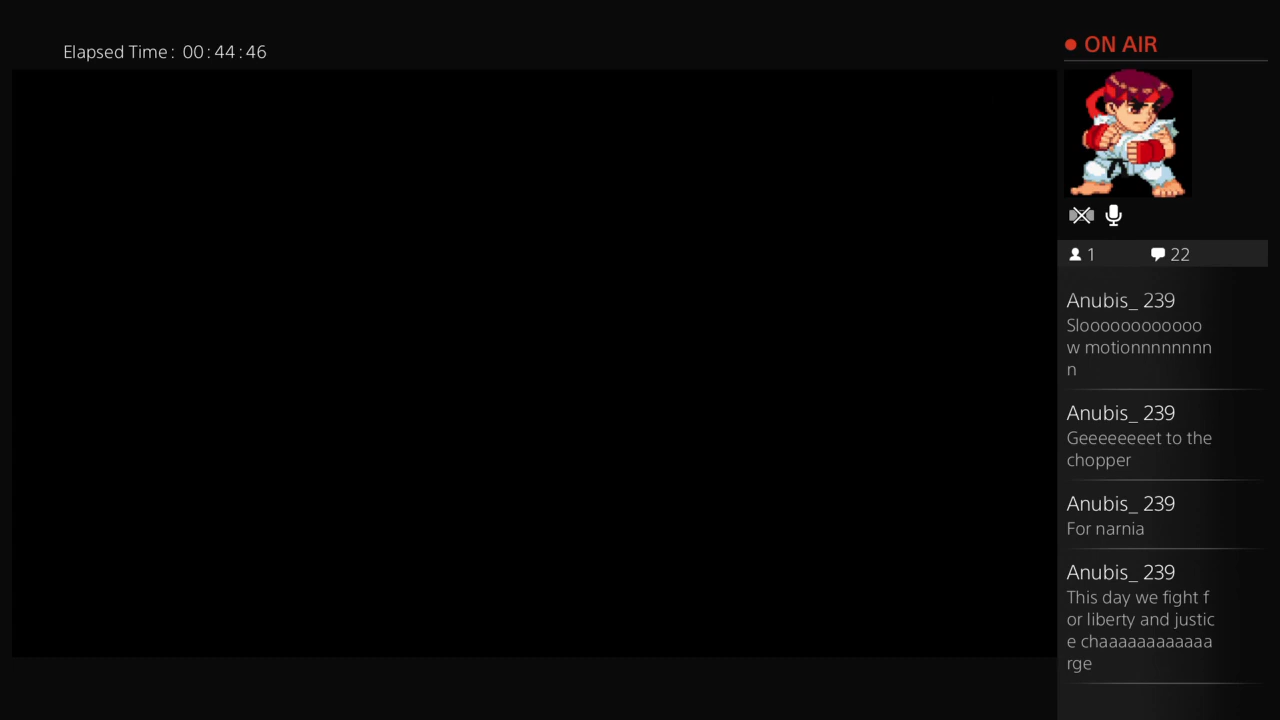 Elapsed Time: 00:44:46
ON AIR
1 22
Anubis_ 239
Sloooooooooooo
w motionnnnnnnn
n
Anubis_ 239
Geeeeeeeet to the
chopper
Anubis_ 239
For narnia
Anubis_ 239
This day we fight f
or liberty and justic
e chaaaaaaaaaaaa
rge